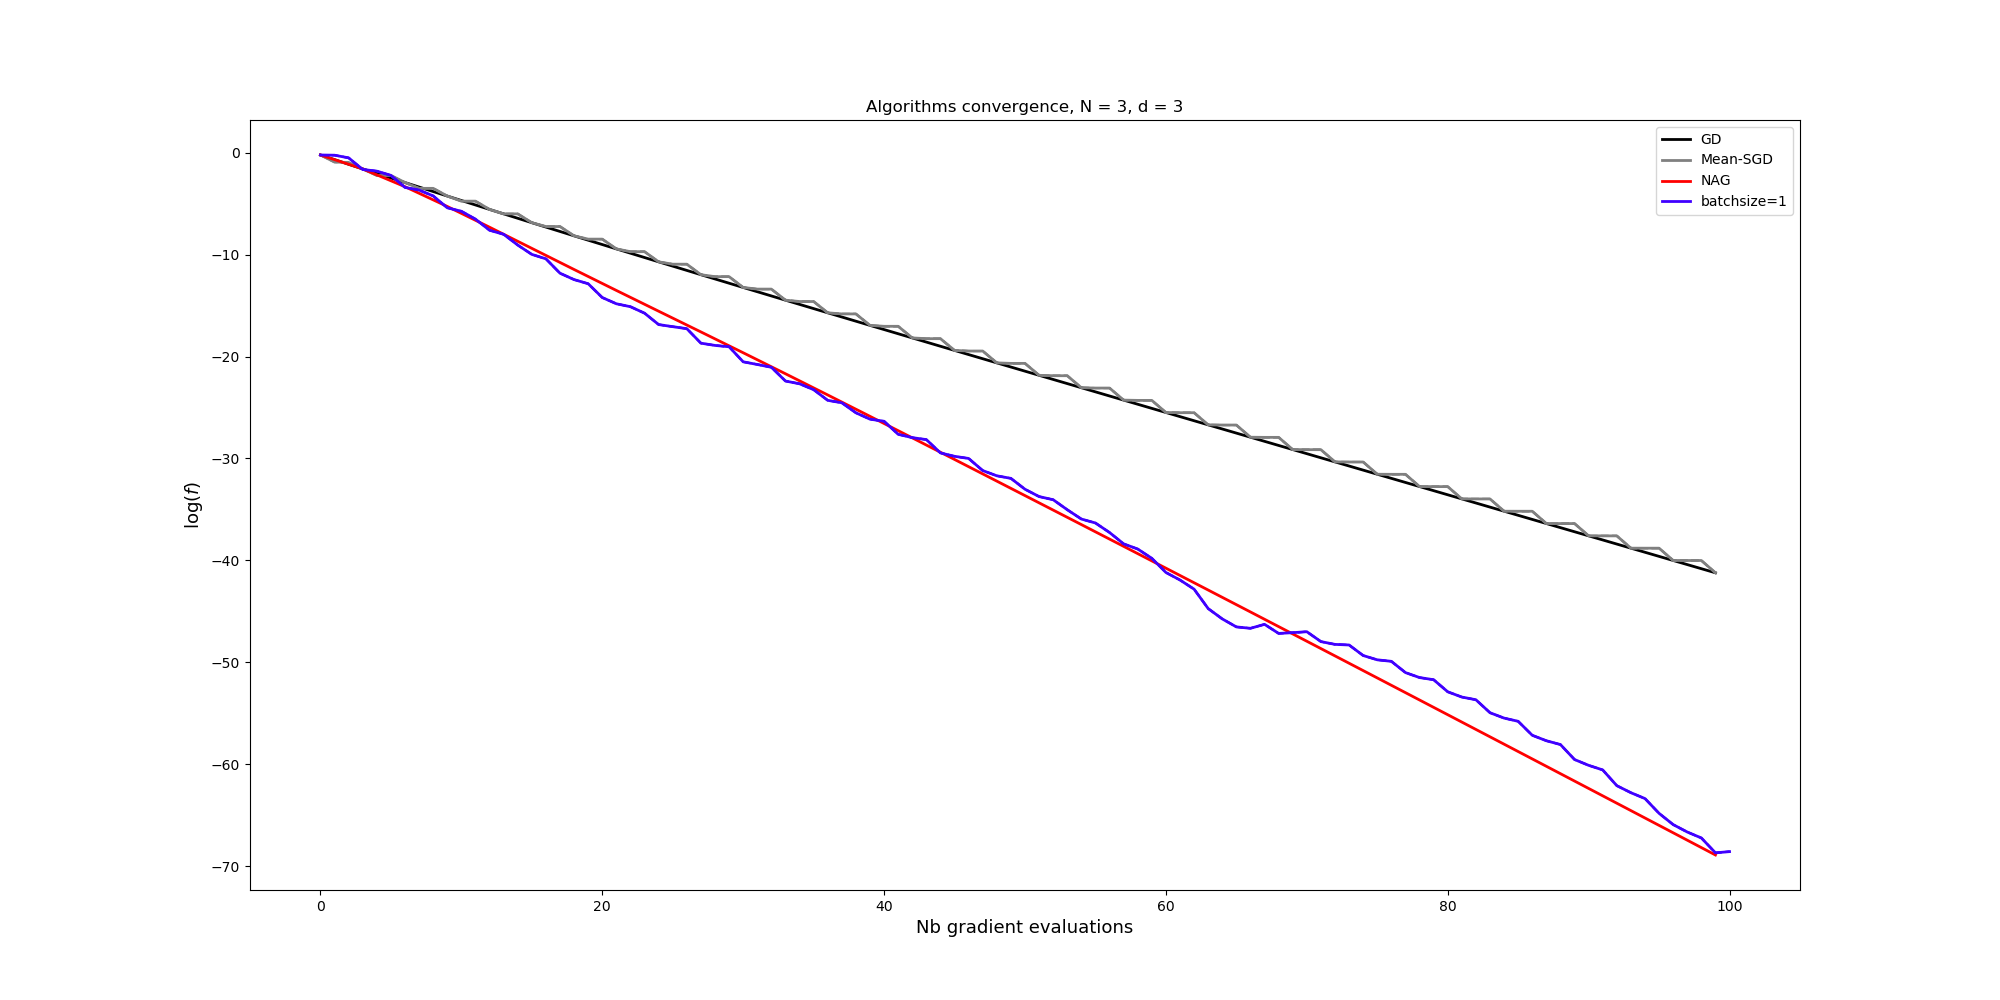 Algorithms convergence, N = 3, d = 3
GD
Mean-SGD
NAG
batchsize=1
0
−10
−20
−30
−40
−50
−60
−70
log(f)
0 20 40 60 80 100
Nb gradient evaluations